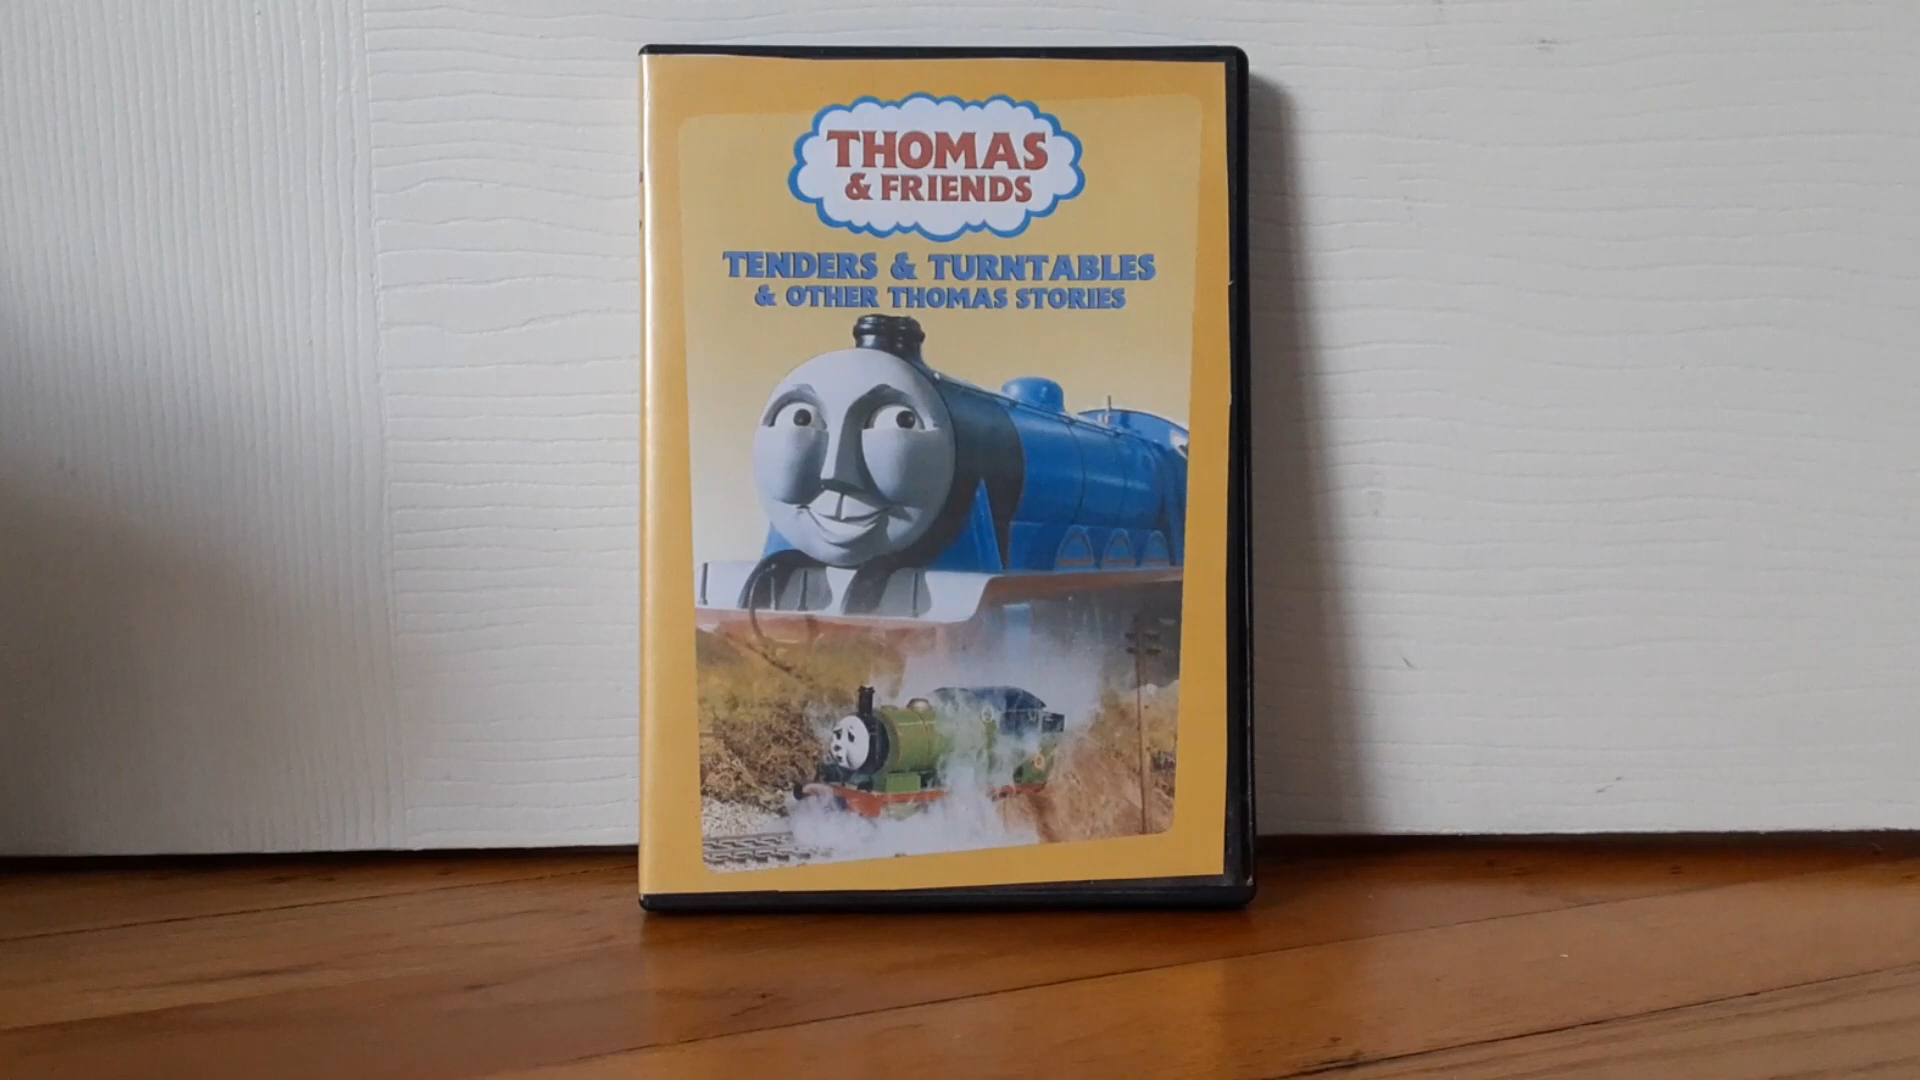 THOMAS
& FRIENDS
TENDERS & TURNTABLES
& OTHER THOMAS STORIES